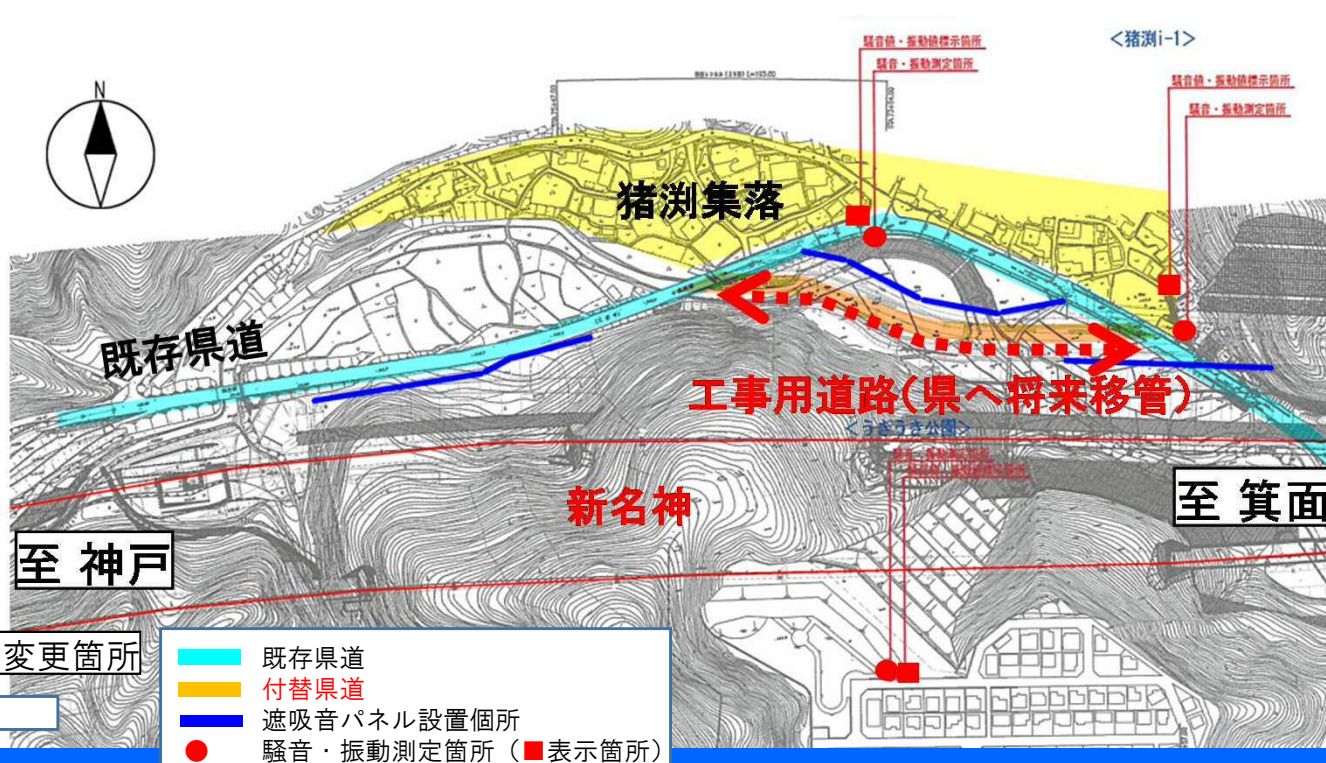 <猪渕i-1>
騒音値・振動値標示箇所
騒音・振動測定箇所
騒音値・振動値標示箇所
騒音・振動測定箇所
N
猪渕集落
既存県道
工事用道路(県へ将来移管)
<うぎうき公園>
新名神
至 箕面
至 神戸
変更箇所
既存県道
付替県道
遮吸音パネル設置個所
騒音・振動測定箇所（■表示箇所）